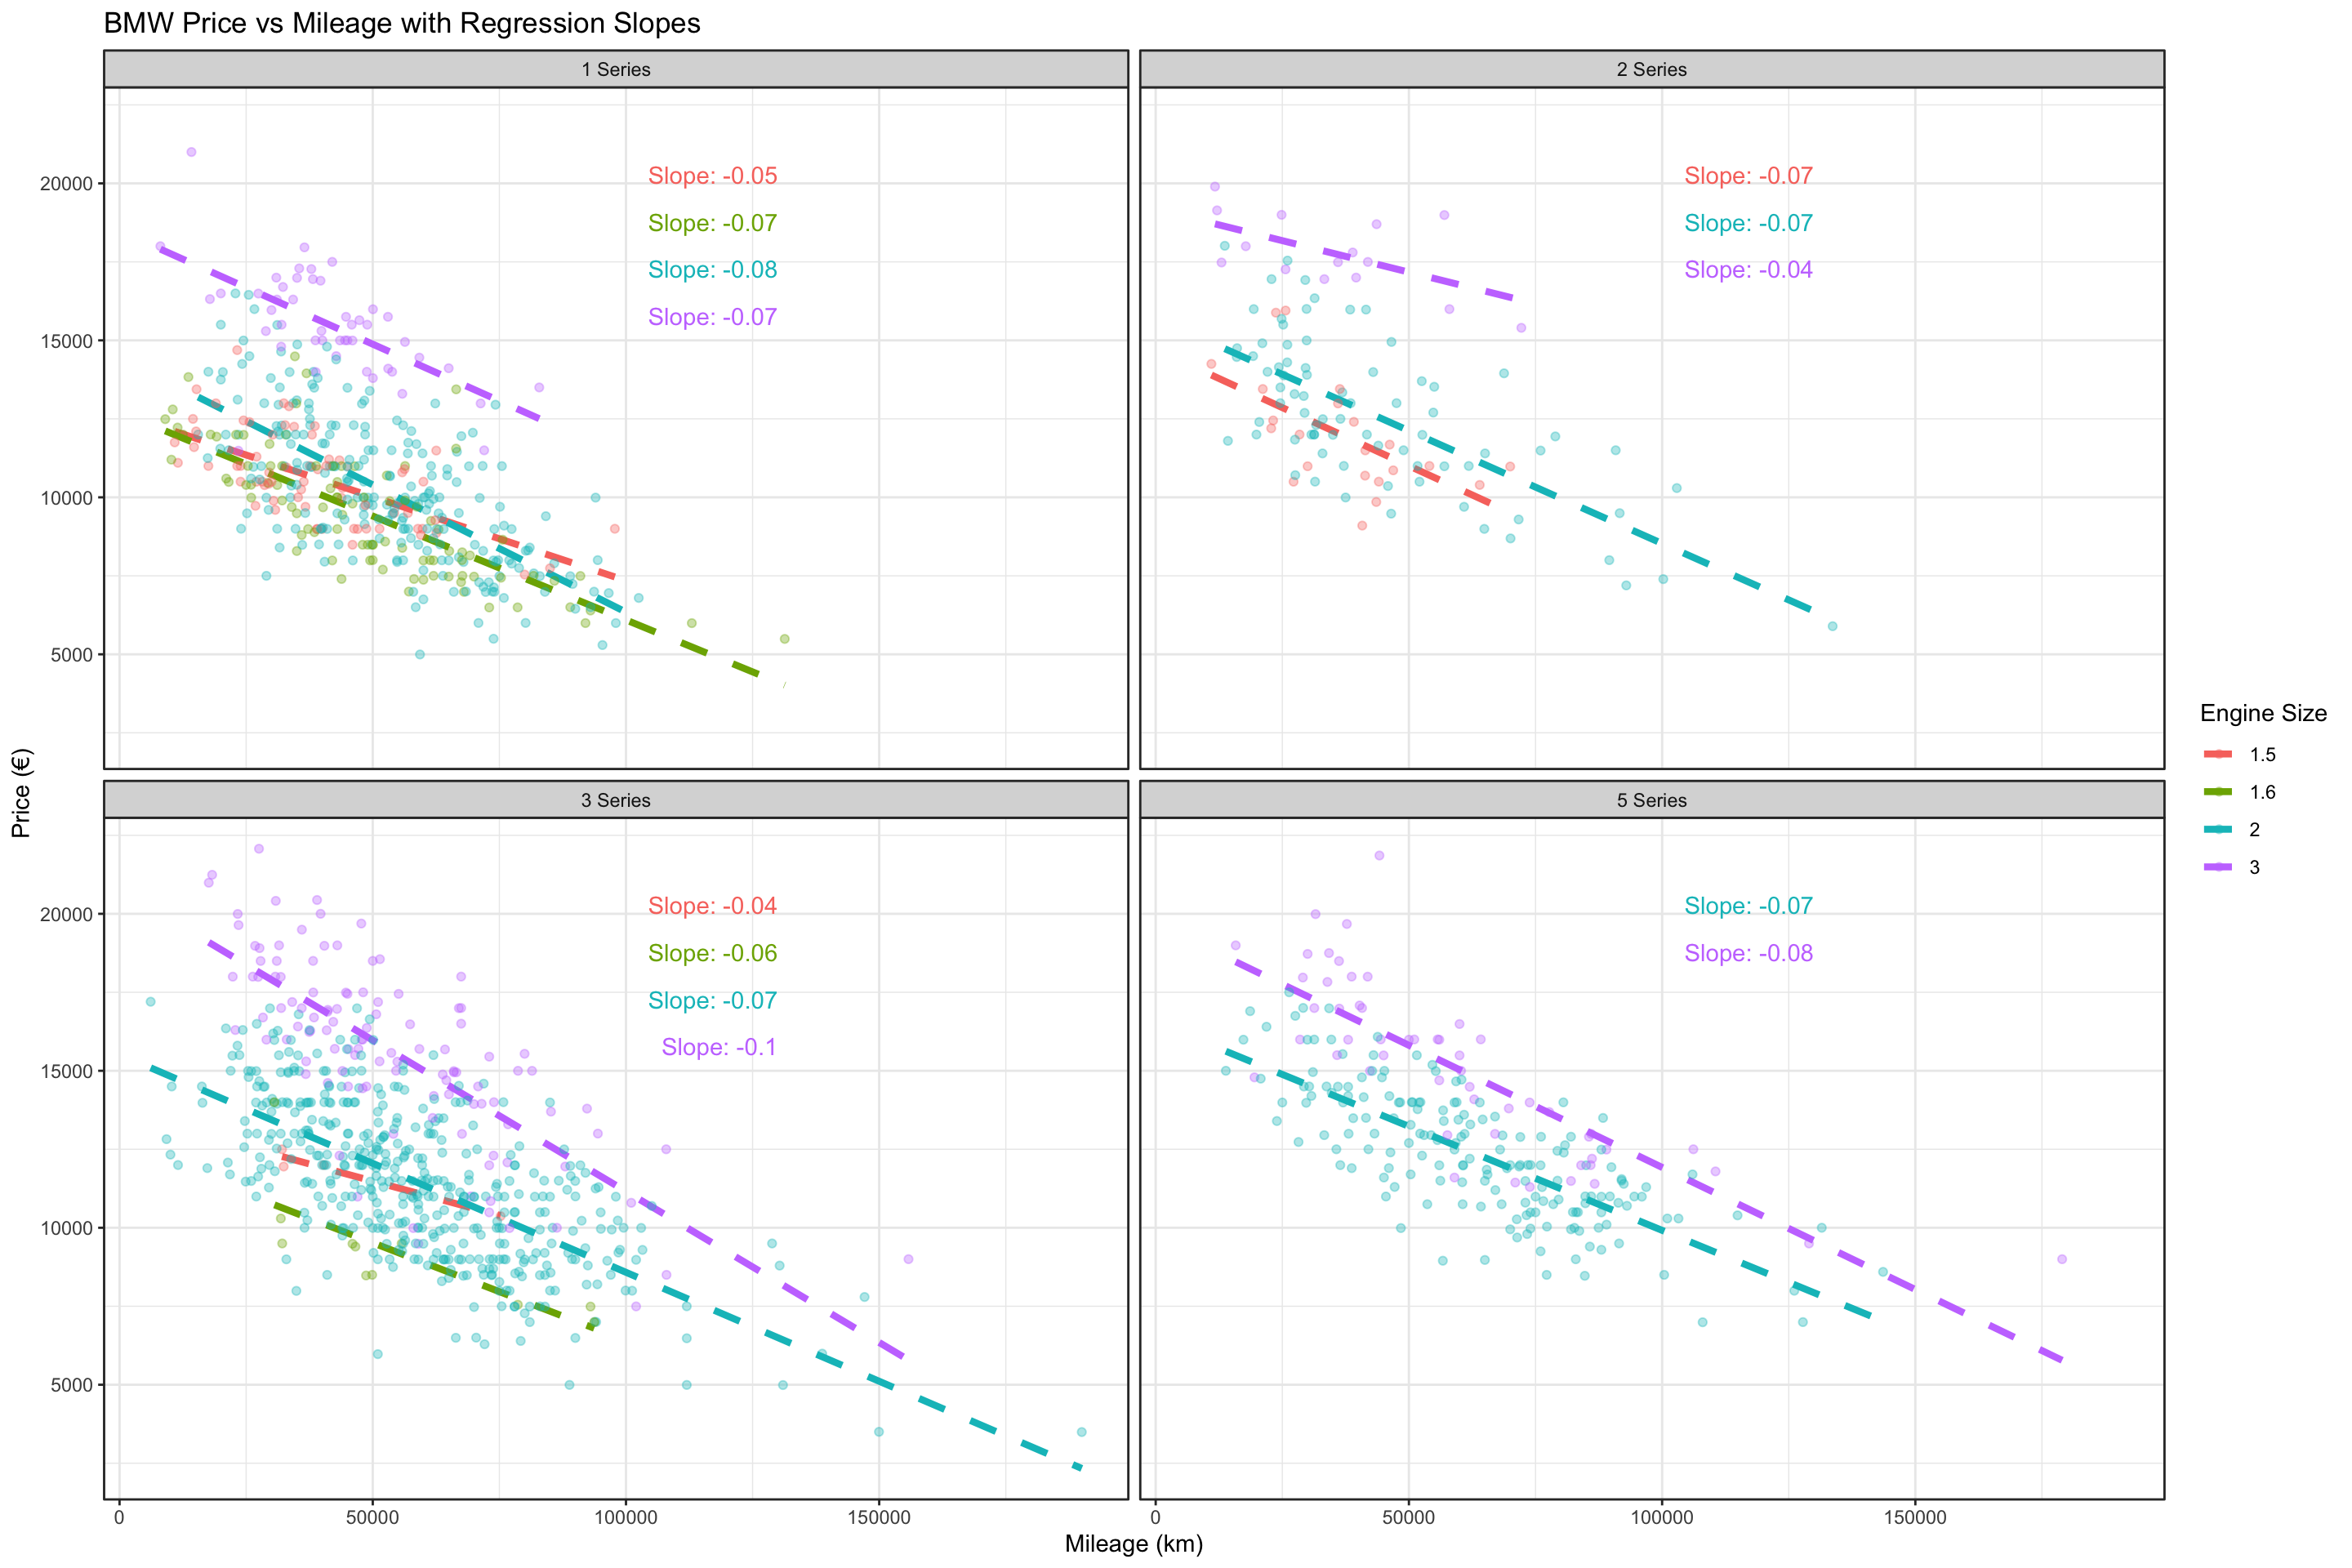 BMW Price vs Mileage with Regression Slopes
1 Series
2 Series
20000
15000
10000
5000
Slope: -0.05
Slope: -0.07
Slope: -0.08
Slope: -0.07
Slope: -0.07
Slope: -0.07
Slope: -0.04
3 Series
5 Series
20000
15000
10000
5000
Slope: -0.04
Slope: -0.06
Slope: -0.07
Slope: -0.1
Slope: -0.07
Slope: -0.08
0
50000
100000
150000
0
50000
100000
150000
Mileage (km)
Price (€)
Engine Size
1.5
1.6
2
3